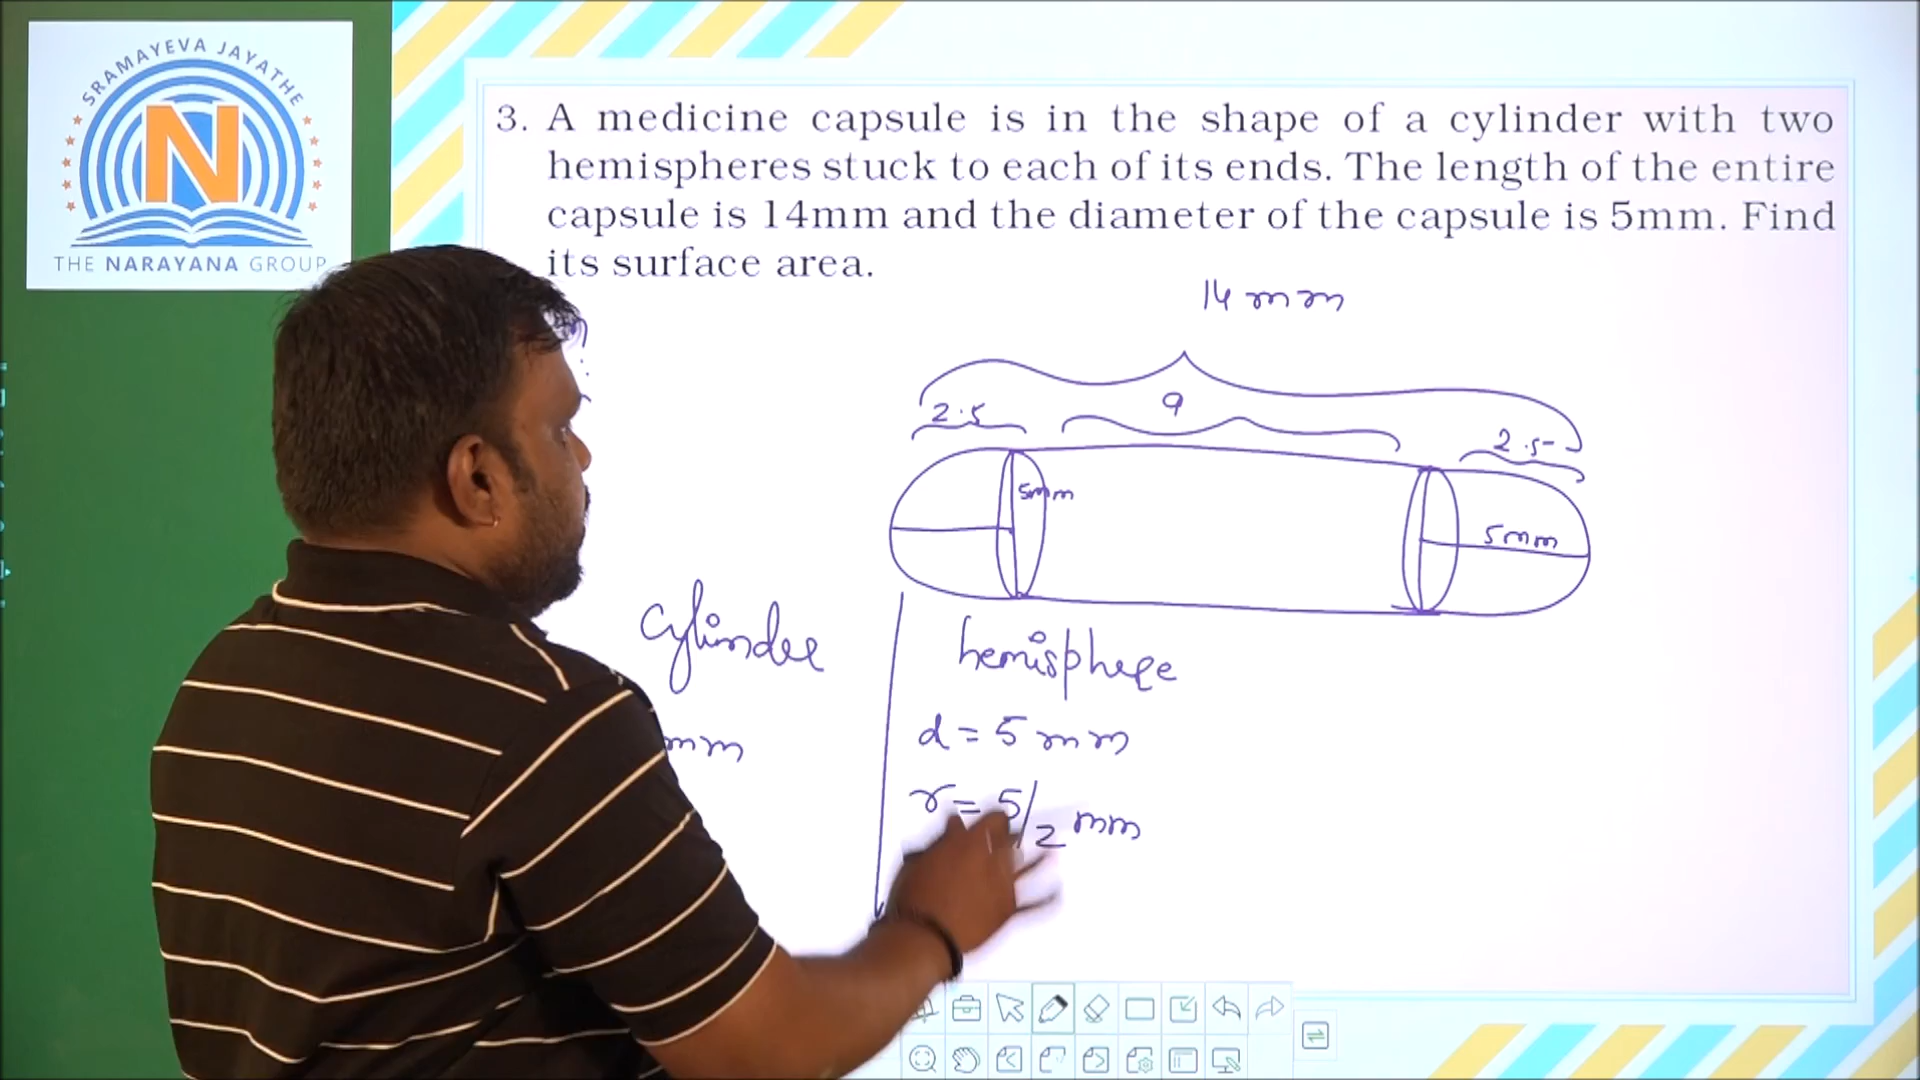 SRAMAYEVA JAYATHE
N
THE NARAYANA GROUP
3. A medicine capsule is in the shape of a cylinder with two
hemispheres stuck to each of its ends. The length of the entire
capsule is 14mm and the diameter of the capsule is 5mm. Find
its surface area.
14 mm
2.5
9
2.5
5mm
5mm
cylinder
hemisphere
mm
d = 5 mm
r = 5/2 mm